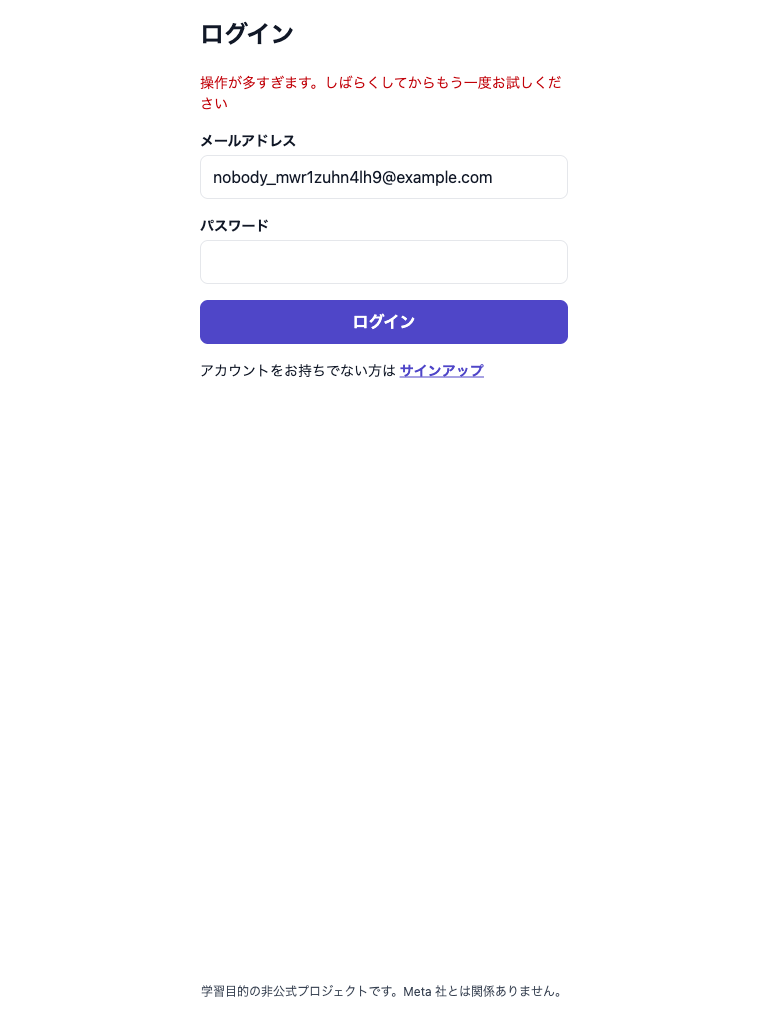 ログイン
操作が多すぎます。しばらくしてからもう一度お試しくだ
さい
メールアドレス
nobody_mwr1zuhn4lh9@example.com
パスワード
ログイン
アカウントをお持ちでない方は サインアップ
学習目的の非公式プロジェクトです。Meta 社とは関係ありません。